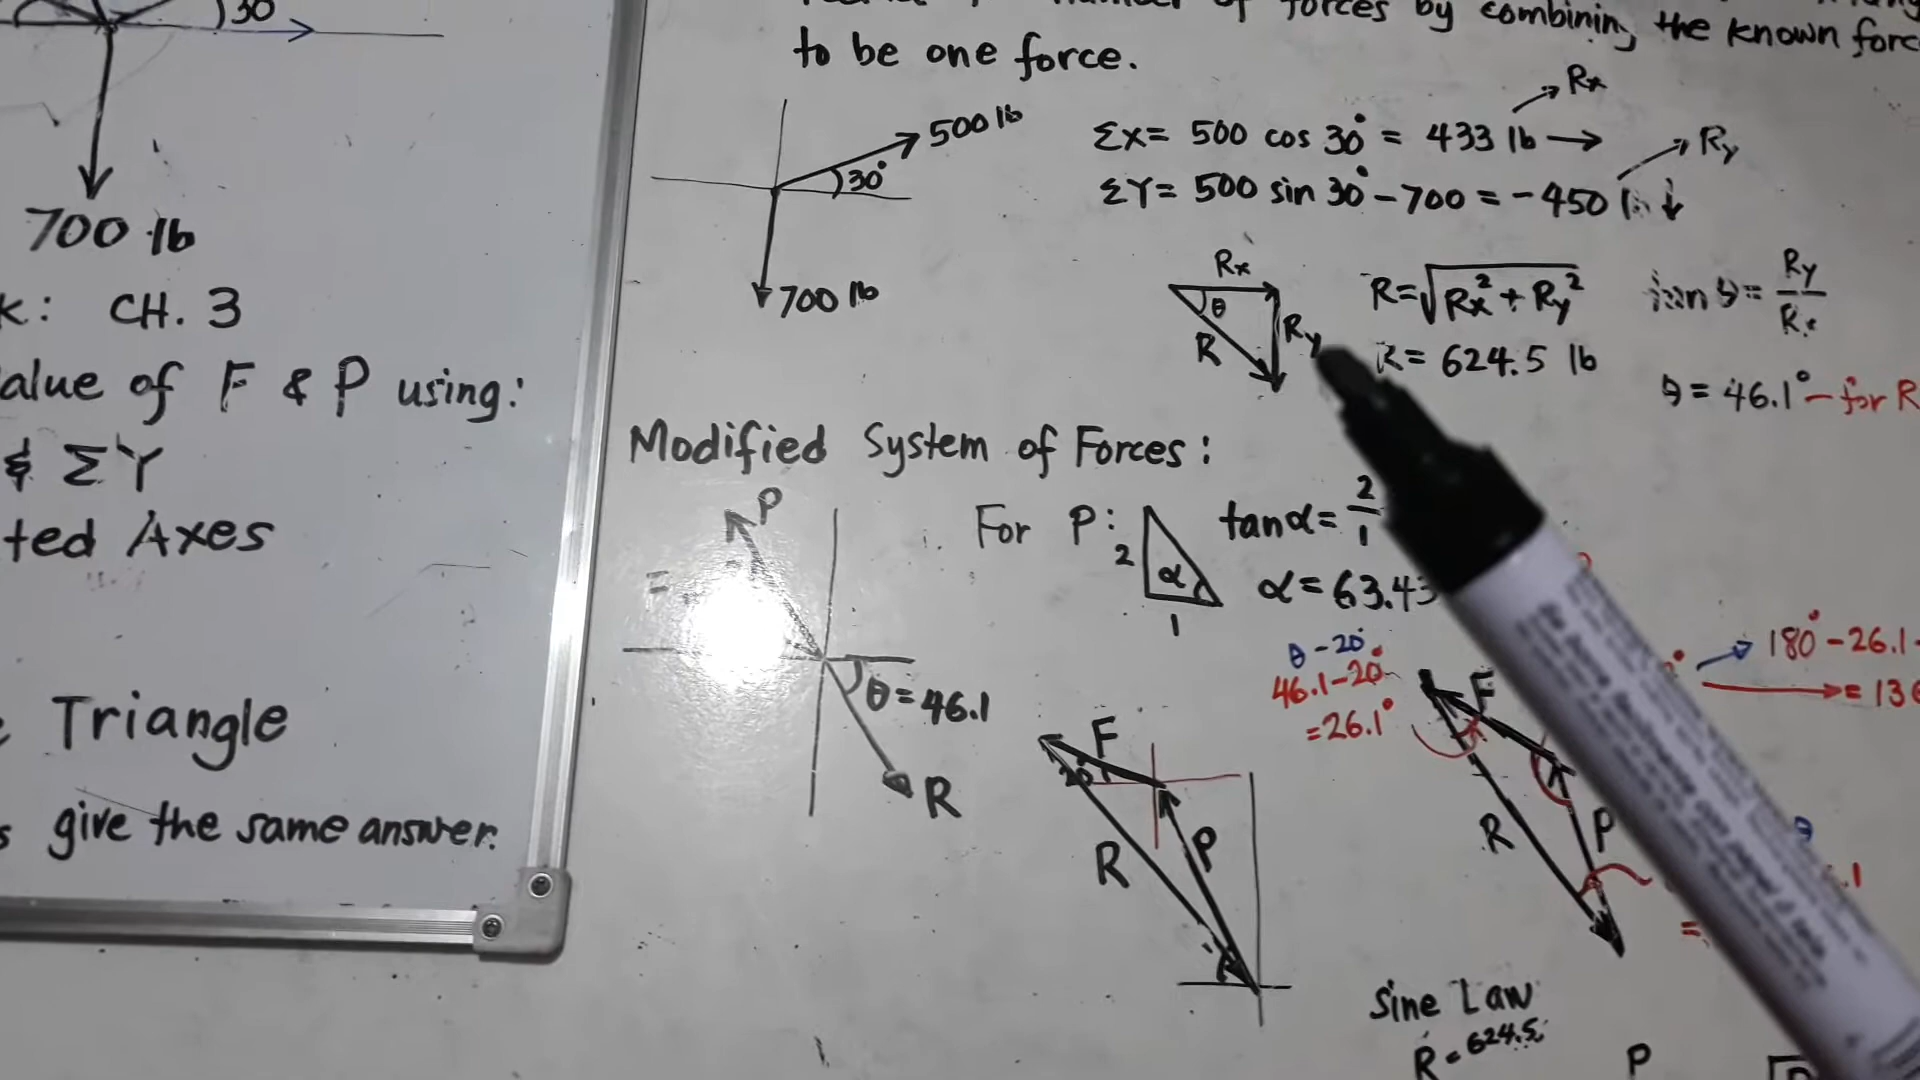 30
700 lb
k: CH. 3
alue of F & P using:
& ΣY
ted Axes
Triangle
s give the same answer.
forces by combining the known forc
to be one force.
500 lb
30°
700 lb
Rx
ΣX= 500 cos 30° = 433 lb →
Ry
ΣY= 500 sin 30° - 700 = -450 ↓
Rx
θ
R
Ry
R=√Rx²+Ry²
R= 624.5 lb
= Ry
θ= 46.1° - for R
Modified System of Forces:
P
F
θ=46.1
R
For P:
2
α
1
tanα= 2/1
α= 63.43
F
20°
R
P
θ-20°
46.1-20°
=26.1°
F
R
P
180°-26.1-
= 136
θ
.1
=
Sine Law
R = 624.5
P